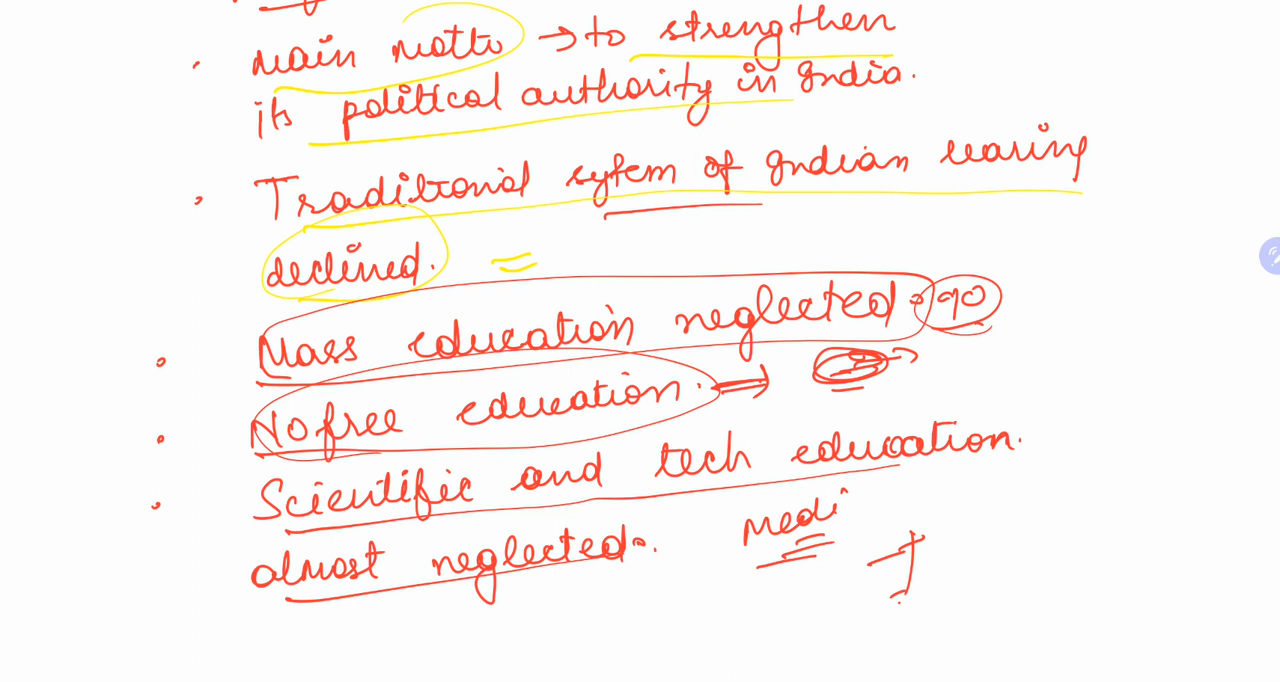 • Main motto → to strengthen
its political authority in India.
• Traditional sytem of Indian learing
declined. =
• Mass education neglected. 90
• No free education. →
• Scientific and tech education.
almost neglected. Medi